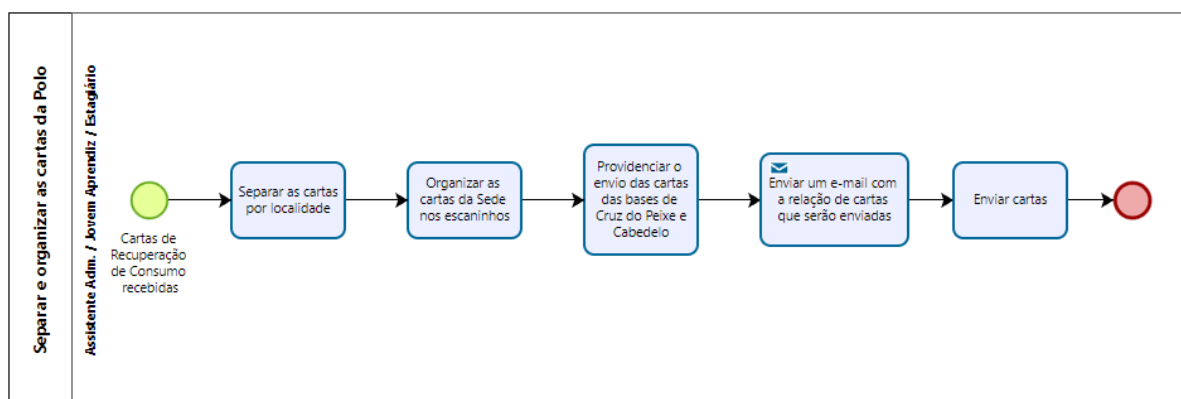 Separar e organizar as cartas da Polo
Assistente Adm. / Jovem Aprendiz / Estagiário
Cartas de
Recuperação
de Consumo
recebidas
Separar as cartas
por localidade
Organizar as
cartas da Sede
nos escaninhos
Providenciar o
envio das cartas
das bases de
Cruz do Peixe e
Cabedelo
Enviar um e-mail com
a relação de cartas
que serão enviadas
Enviar cartas